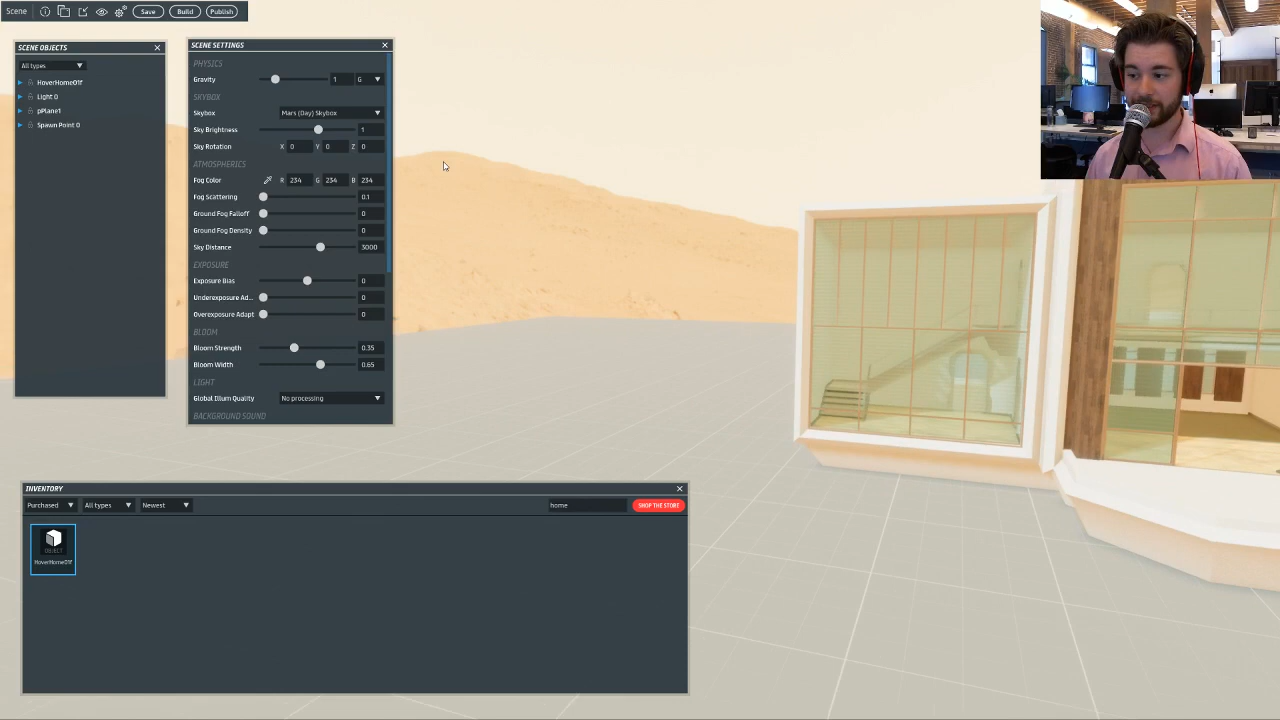 Scene Save Build Publish
SCENE OBJECTS
All types
HoverHome01f
Light 0
pPlane1
Spawn Point 0
SCENE SETTINGS
PHYSICS
Gravity 1 G
SKYBOX
Skybox Mars (Day) Skybox
Sky Brightness 1
Sky Rotation X 0 Y 0 Z 0
ATMOSPHERICS
Fog Color R 234 G 234 B 234
Fog Scattering 0.1
Ground Fog Falloff 0
Ground Fog Density 0
Sky Distance 3000
EXPOSURE
Exposure Bias 0
Underexposure Ad... 0
Overexposure Adapt 0
BLOOM
Bloom Strength 0.35
Bloom Width 0.65
LIGHT
Global Illum Quality No processing
BACKGROUND SOUND
INVENTORY
Purchased All types Newest home SHOP THE STORE
OBJECT
HoverHome01f